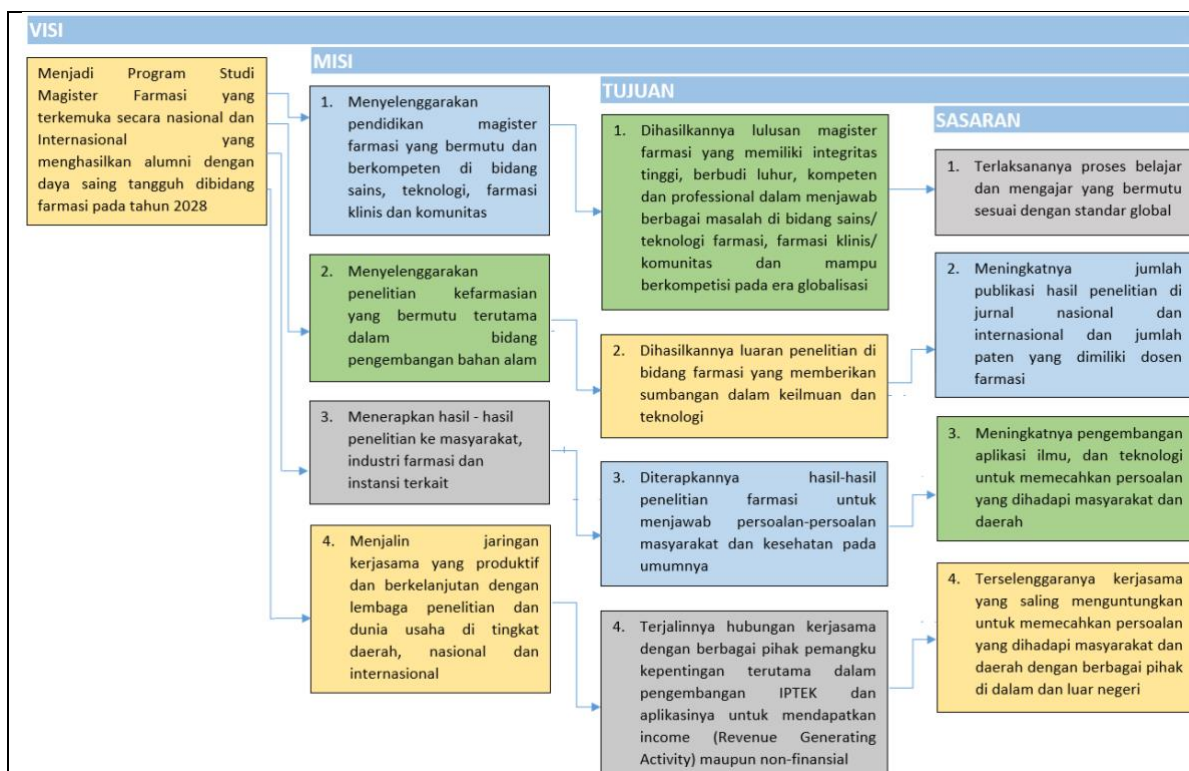 VISI
Menjadi Program Studi
Magister Farmasi yang
terkemuka secara nasional dan
Internasional yang
menghasilkan alumni dengan
daya saing tangguh dibidang
farmasi pada tahun 2028
MISI
1. Menyelenggarakan
pendidikan magister
farmasi yang bermutu dan
berkompeten di bidang
sains, teknologi, farmasi
klinis dan komunitas
2. Menyelenggarakan
penelitian kefarmasian
yang bermutu terutama
dalam bidang
pengembangan bahan alam
3. Menerapkan hasil - hasil
penelitian ke masyarakat,
industri farmasi dan
instansi terkait
4. Menjalin jaringan
kerjasama yang produktif
dan berkelanjutan dengan
lembaga penelitian dan
dunia usaha di tingkat
daerah, nasional dan
internasional
TUJUAN
1. Dihasilkannya lulusan magister
farmasi yang memiliki integritas
tinggi, berbudi luhur, kompeten
dan professional dalam menjawab
berbagai masalah di bidang sains/
teknologi farmasi, farmasi klinis/
komunitas dan mampu
berkompetisi pada era globalisasi
2. Dihasilkannya luaran penelitian di
bidang farmasi yang memberikan
sumbangan dalam keilmuan dan
teknologi
3. Diterapkannya hasil-hasil
penelitian farmasi untuk
menjawab persoalan-persoalan
masyarakat dan kesehatan pada
umumnya
4. Terjalinnya hubungan kerjasama
dengan berbagai pihak pemangku
kepentingan terutama dalam
pengembangan IPTEK dan
aplikasinya untuk mendapatkan
income (Revenue Generating
Activity) maupun non-finansial
SASARAN
1. Terlaksananya proses belajar
dan mengajar yang bermutu
sesuai dengan standar global
2. Meningkatnya jumlah
publikasi hasil penelitian di
jurnal nasional dan
internasional dan jumlah
paten yang dimiliki dosen
farmasi
3. Meningkatnya pengembangan
aplikasi ilmu, dan teknologi
untuk memecahkan persoalan
yang dihadapi masyarakat dan
daerah
4. Terselenggaranya kerjasama
yang saling menguntungkan
untuk memecahkan persoalan
yang dihadapi masyarakat dan
daerah dengan berbagai pihak
di dalam dan luar negeri